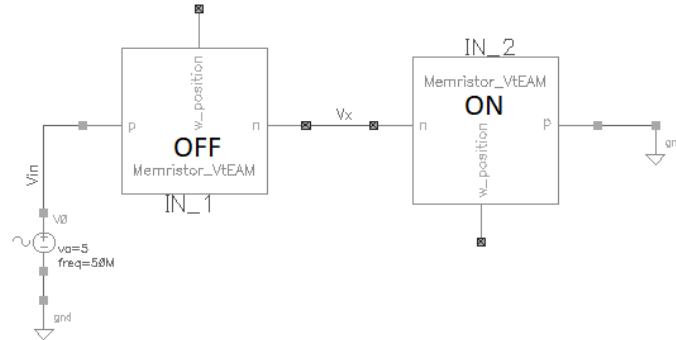 IN_2
Memristor_VtEAM
ON
w_position
n
p
gn
w_position
p
n
OFF
Memristor_VtEAM
IN_1
Vx
Vin
V0
va=5
freq=50M
gnd